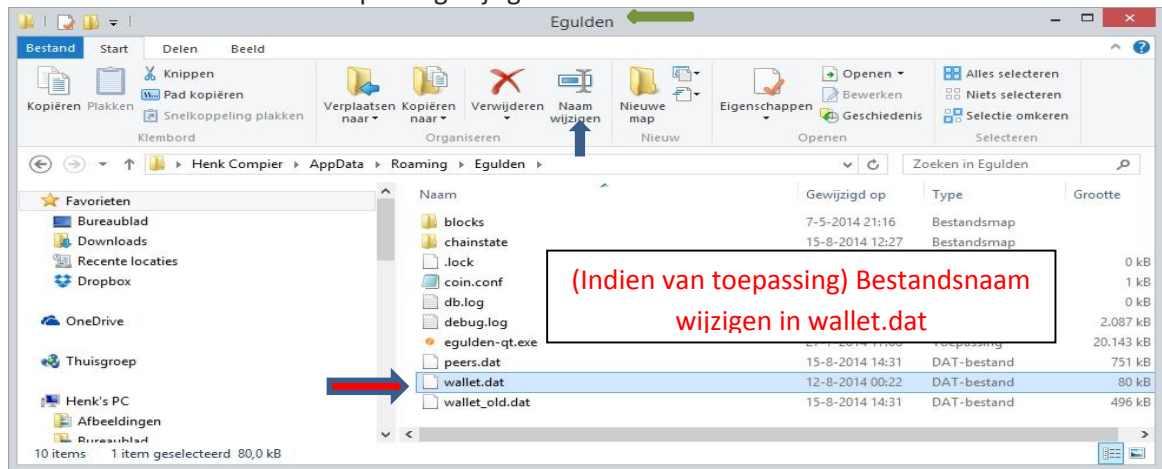 Egulden
Bestand Start Delen Beeld
Kopiëren Plakken
Knippen
Pad kopiëren
Snelkoppeling plakken
Klembord
Verplaatsen naar
Kopiëren naar
Verwijderen
Naam wijzigen
Organiseren
Nieuwe map
Nieuw
Eigenschappen
Openen
Bewerken
Geschiedenis
Openen
Alles selecteren
Niets selecteren
Selectie omkeren
Selecteren
Henk Compier AppData Roaming Egulden
Zoeken in Egulden
Favorieten
Bureaublad
Downloads
Recente locaties
Dropbox
OneDrive
Thuisgroep
Henk's PC
Afbeeldingen
Bureaublad
Naam Gewijzigd op Type Grootte
blocks 7-5-2014 21:16 Bestandsmap
chainstate 15-8-2014 12:27 Bestandsmap
.lock 0 kB
coin.conf 1 kB
db.log 0 kB
debug.log 2.087 kB
egulden-qt.exe Toepassing 20.143 kB
peers.dat 15-8-2014 14:31 DAT-bestand 751 kB
wallet.dat 12-8-2014 00:22 DAT-bestand 80 kB
wallet_old.dat 15-8-2014 14:31 DAT-bestand 496 kB
(Indien van toepassing) Bestandsnaam
wijzigen in wallet.dat
10 items 1 item geselecteerd 80,0 kB